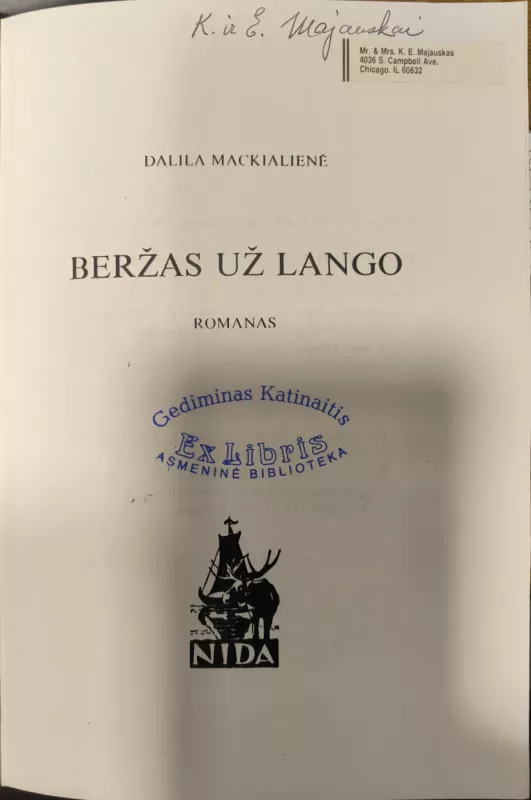 K. ir E. Majauskai
Mr. & Mrs. K. E. Majauskas
4036 S. Campbell Ave.
Chicago. IL 60632
DALILA MACKIALIENĖ
BERŽAS UŽ LANGO
ROMANAS
Gediminas Katinaitis
Ex Libris
ASMENINĖ BIBLIOTEKA
NIDA